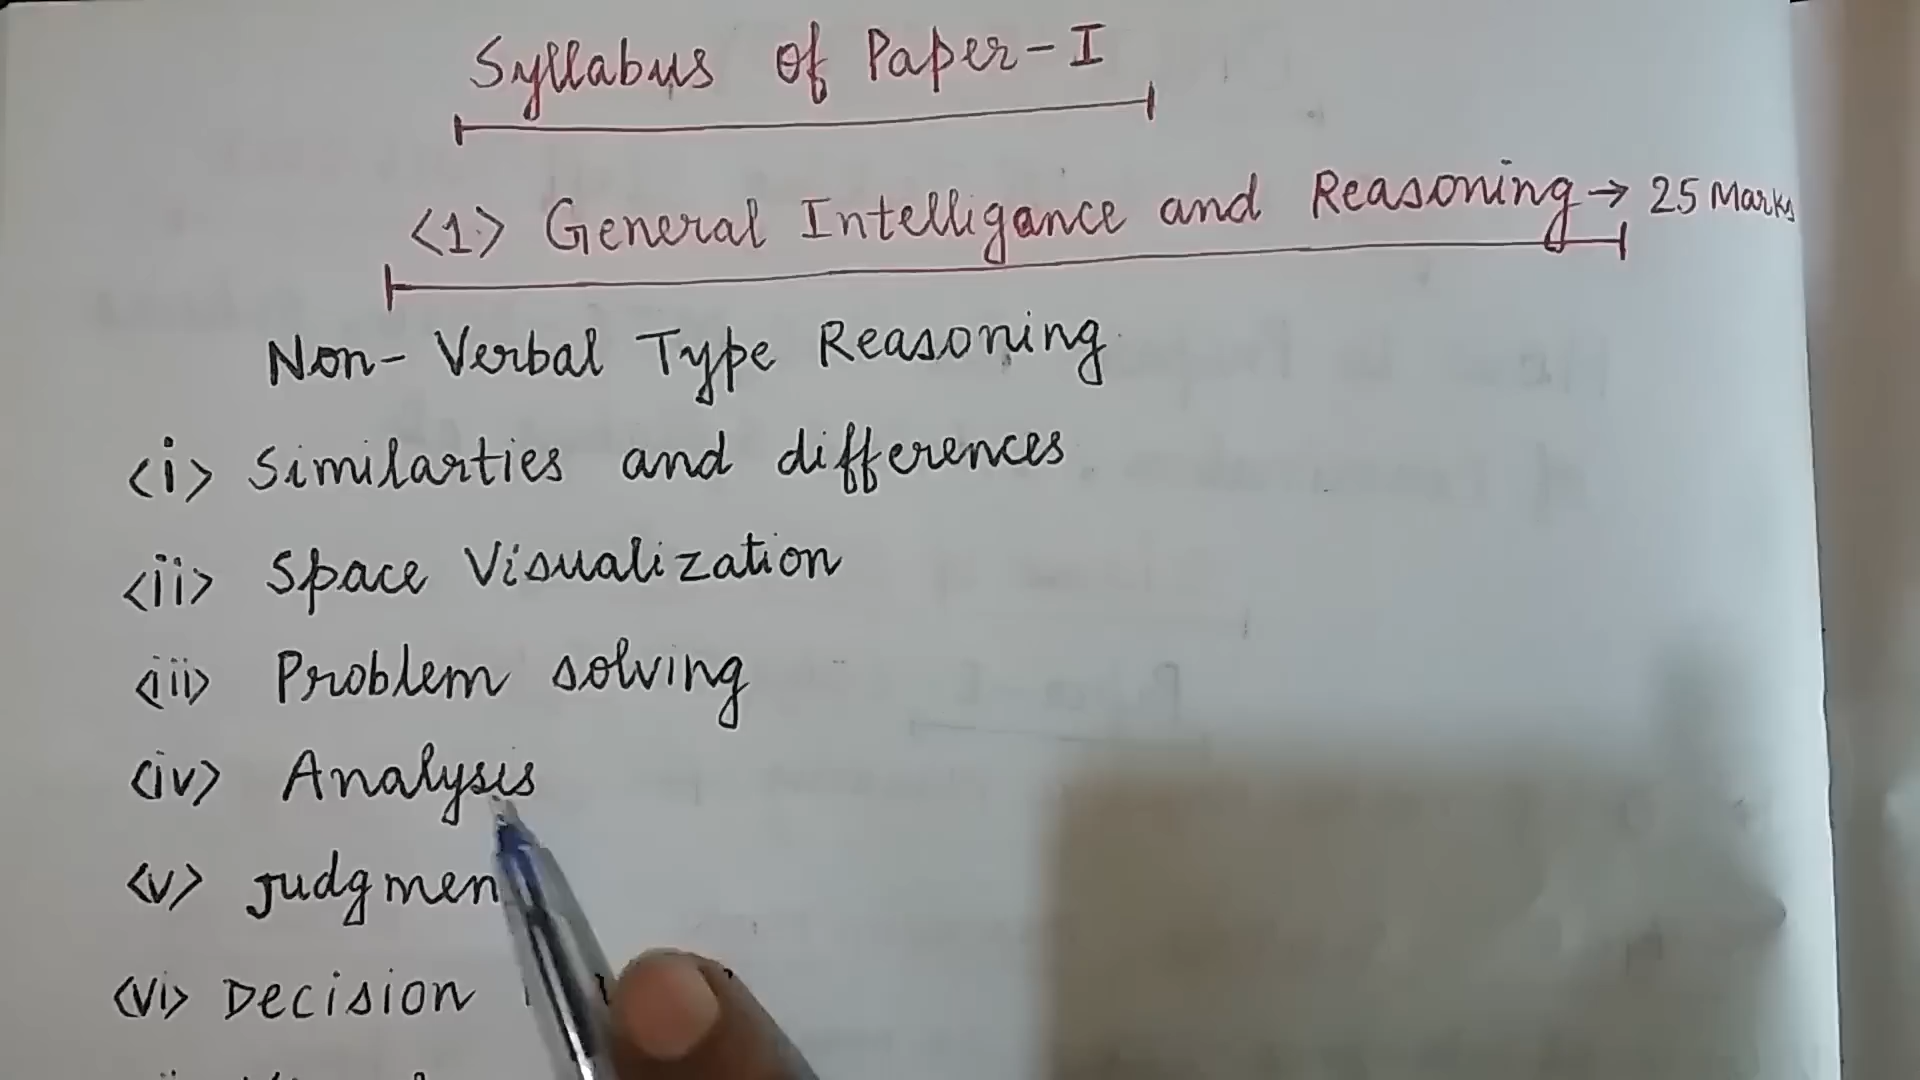 Syllabus of Paper-I
<1> General Intelligance and Reasoning → 25 Marks
Non-Verbal Type Reasoning
<i> Similarties and differences
<ii> Space Visualization
<iii> Problem solving
<iv> Analysis
<v> Judgmen
<vi> Decision